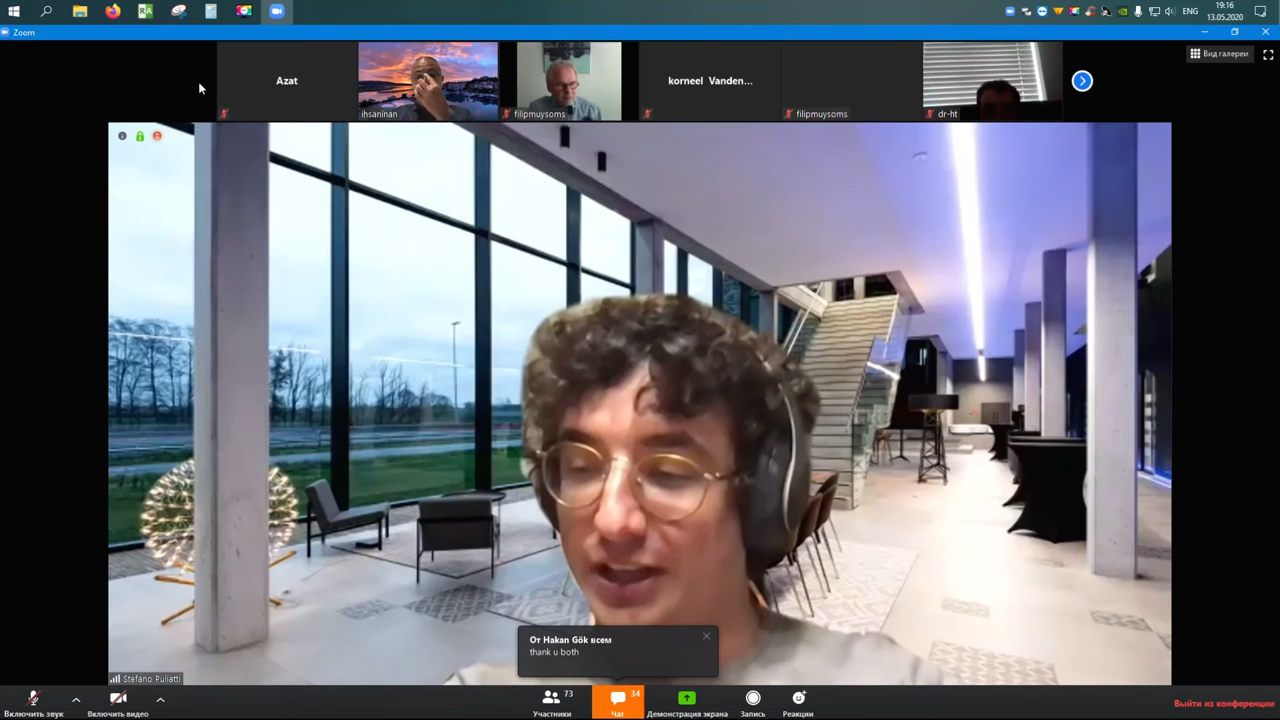 19:16
ENG
13.05.2020
Zoom
Вид галереи
Azat
korneel Vanden...
ihsaninan
filipmuysoms
filipmuysoms
dr-ht
От Hakan Gök всем
thank u both
Stefano Puliatti
73
34
Включить звук
Включить видео
Участники
Чат
Демонстрация экрана
Запись
Реакции
Выйти из конференции